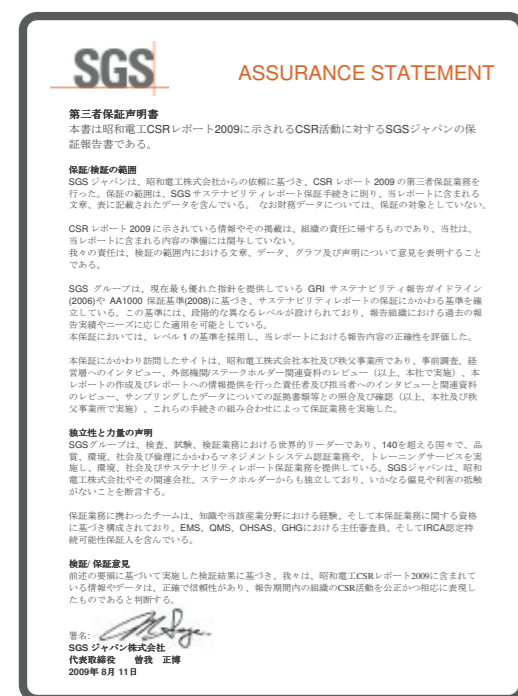 SGS
ASSURANCE STATEMENT
第三者保証声明書
本書は昭和電工CSRレポート2009に示されるCSR活動に対するSGSジャパンの保
証報告書である。
保証/検証の範囲
SGS ジャパンは、昭和電工株式会社からの依頼に基づき、CSR レポート 2009 の第三者保証業務を
行った。保証の範囲は、SGS サステナビリティレポート保証手続きに則り、当レポートに含まれる
文章、表に記載されたデータを含んでいる。 なお財務データについては、保証の対象としていない。
CSR レポート 2009 に示されている情報やその掲載は、組織の責任に帰するものであり、当社は、
当レポートに含まれる内容の準備には関与していない。
我々の責任は、検証の範囲内における文章、データ、グラフ及び声明について意見を表明すること
である。
SGS グループは、現在最も優れた指針を提供している GRI サステナビリティ報告ガイドライン
(2006)や AA1000 保証基準(2008)に基づき、サステナビリティレポートの保証にかかわる基準を確
立している。この基準には、段階的な異なるレベルが設けられており、報告組織における過去の報
告実績やニーズに応じた適用を可能としている。
本保証においては、レベル 1 の基準を採用し、当レポートにおける報告内容の正確性を評価した。
本保証にかかわり訪問したサイトは、昭和電工株式会社本社及び秩父事業所であり、事前調査、経
営層へのインタビュー、外部機関/ステークホルダー関連資料のレビュー（以上、本社で実施）、本
レポートの作成及びレポートへの情報提供を行った責任者及び担当者へのインタビューと関連資料
のレビュー、サンプリングしたデータについての証拠書類等との照合及び確認（以上、本社及び秩
父事業所で実施）、これらの手続きの組み合わせによって保証業務を実施した。
独立性と力量の声明
SGSグループは、検査、試験、検証業務における世界的リーダーであり、140を超える国々で、品
質、環境、社会及び倫理にかかわるマネジメントシステム認証業務や、トレーニングサービスを実
施し、環境、社会及びサステナビリティレポート保証業務を提供している。SGSジャパンは、昭和
電工株式会社やその関連会社、ステークホルダーからも独立しており、いかなる偏見や利害の抵触
がないことを断言する。
保証業務に携わったチームは、知識や当該産業分野における経験、そして本保証業務に関する資格
に基づき構成されており、EMS、QMS、OHSAS、GHGにおける主任審査員、そしてIRCA認定持
続可能性保証人を含んでいる。
検証/ 保証意見
前述の要領に基づいて実施した検証結果に基づき、我々は、昭和電工CSRレポート2009に含まれて
いる情報やデータは、正確で信頼性があり、報告期間内の組織のCSR活動を公正かつ相応に表現し
たものであると判断する。
署名:
SGS ジャパン株式会社
代表取締役 曽我 正博
2009年 8月 11日